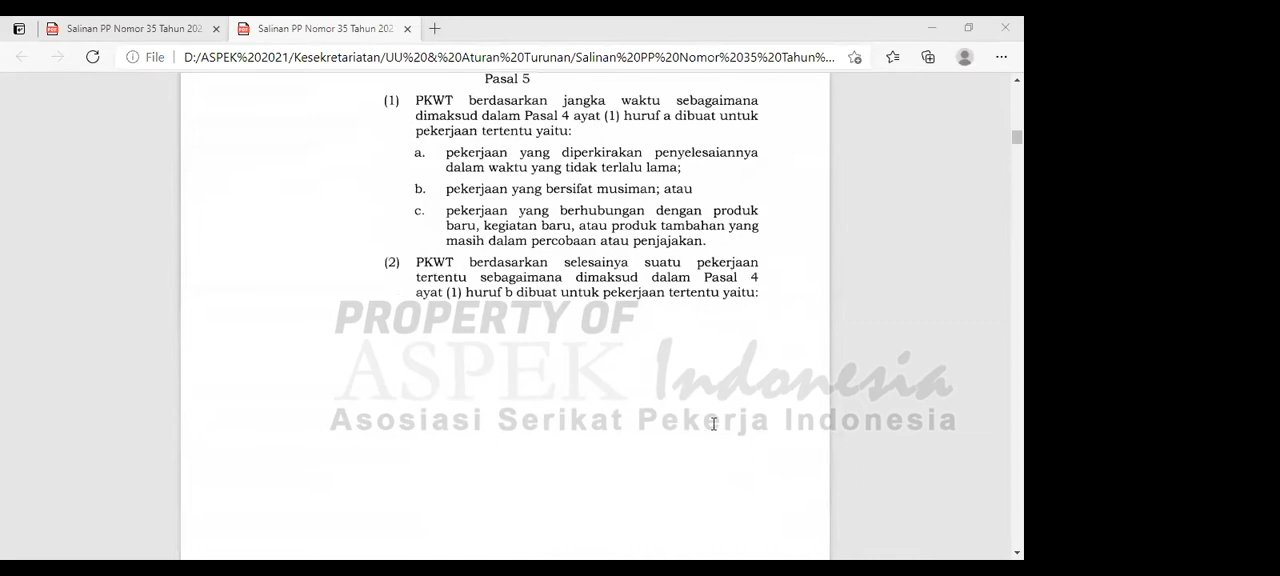 Salinan PP Nomor 35 Tahun 202
Salinan PP Nomor 35 Tahun 202
File
D:/ASPEK%202021/Kesekretariatan/UU%20&%20Aturan%20Turunan/Salinan%20PP%20Nomor%2035%20Tahun%...
Pasal 5
(1) PKWT berdasarkan jangka waktu sebagaimana
dimaksud dalam Pasal 4 ayat (1) huruf a dibuat untuk
pekerjaan tertentu yaitu:
a. pekerjaan yang diperkirakan penyelesaiannya
dalam waktu yang tidak terlalu lama;
b. pekerjaan yang bersifat musiman; atau
c. pekerjaan yang berhubungan dengan produk
baru, kegiatan baru, atau produk tambahan yang
masih dalam percobaan atau penjajakan.
(2) PKWT berdasarkan selesainya suatu pekerjaan
tertentu sebagaimana dimaksud dalam Pasal 4
ayat (1) huruf b dibuat untuk pekerjaan tertentu yaitu:
PROPERTY OF
ASPEK Indonesia
Asosiasi Serikat Pekerja Indonesia